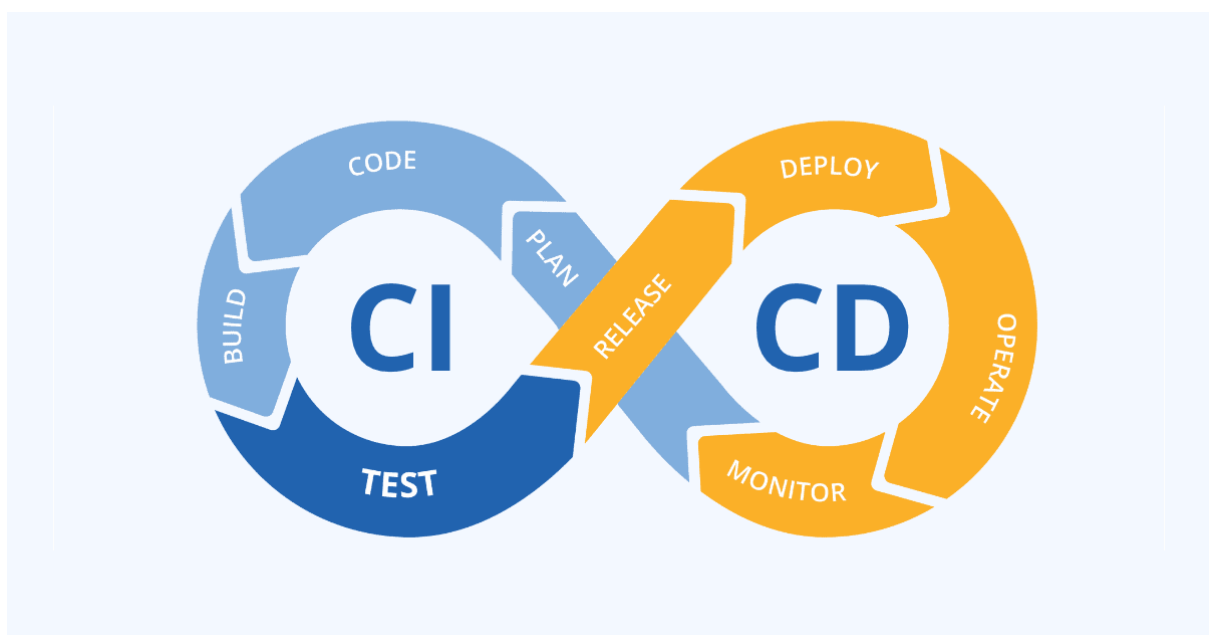 CODE
DEPLOY
PLAN
BUILD
CI
RELEASE
CD
OPERATE
TEST
MONITOR